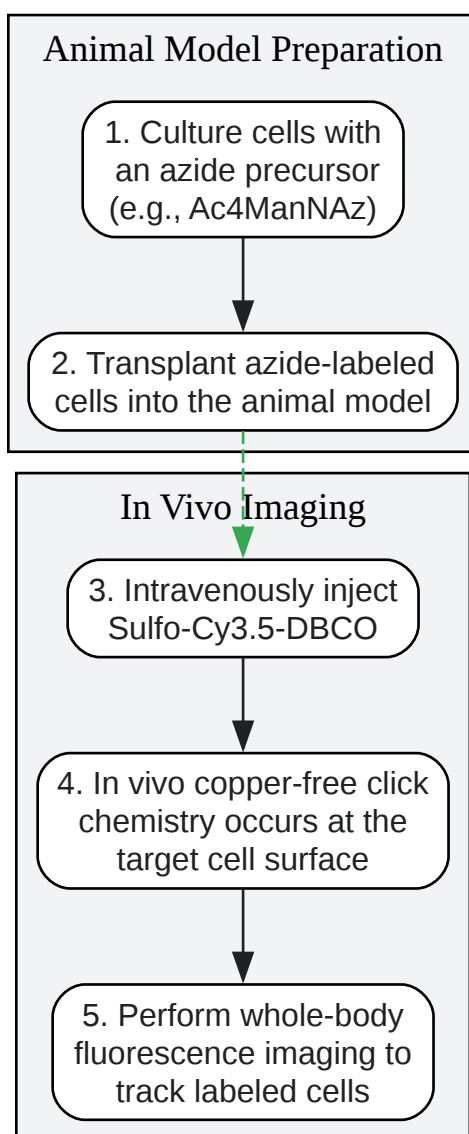 Animal Model Preparation
1. Culture cells with
an azide precursor
(e.g., Ac4ManNAz)
2. Transplant azide-labeled
cells into the animal model
In Vivo Imaging
3. Intravenously inject
Sulfo-Cy3.5-DBCO
4. In vivo copper-free click
chemistry occurs at the
target cell surface
5. Perform whole-body
fluorescence imaging to
track labeled cells